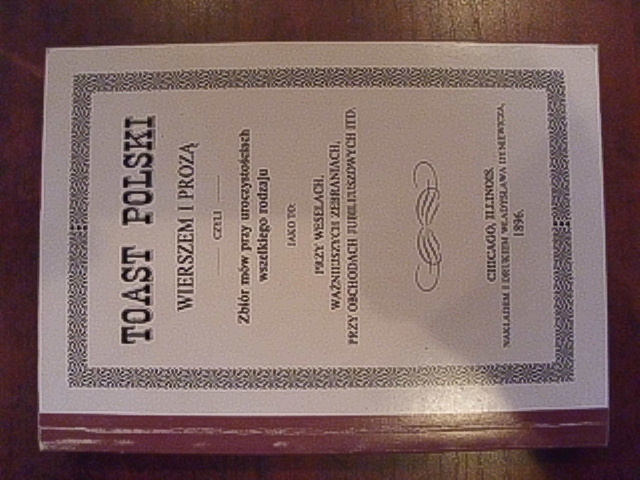 TOAST POLSKI
WIERSZEM I PROZĄ
CZYLI
Zbiór mów przy uroczystościach
wszelkiego rodzaju
JAKO TO:
PRZY WESELACH,
WAŻNIEJSZYCH ZEBRANIACH,
PRZY OBCHODACH JUBILEUSZOWYCH ITD.
CHICAGO, ILLINOIS.
NAKŁADEM I DRUKIEM WŁADYSŁAWA DYNIEWICZA,
1896.